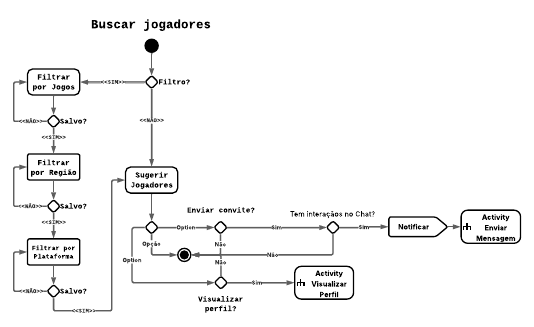 Buscar jogadores
Filtrar
por Jogos
<<SIM>>
Filtro?
<<NÃO>>
Salvo?
<<NÃO>>
<<SIM>>
Filtrar
por Região
Sugerir
Jogadores
<<NÃO>>
Salvo?
<<SIM>>
Enviar convite?
Tem interação no Chat?
Option
Sim
Sim
Notificar
Activity
Enviar
Mensagem
Filtrar por
Plataforma
Opção
Não
Não
Option
Não
<<NÃO>>
Salvo?
<<SIM>>
Sim
Activity
Visualizar
Perfil
Visualizar
perfil?